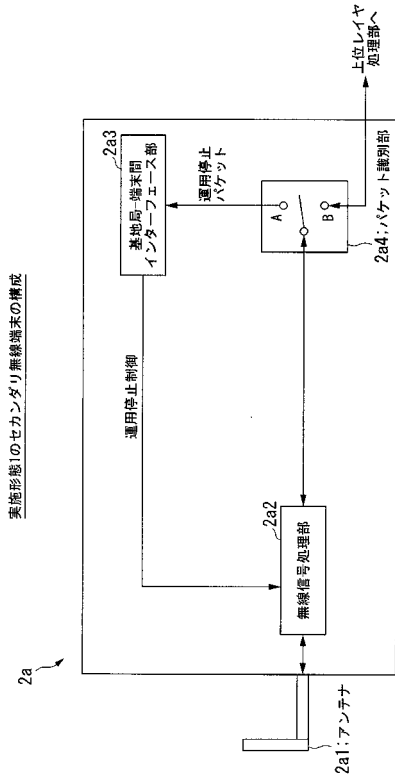 実施形態1のセカンダリ無線端末の構成
2a
2a3
基地局-端末間
インターフェース部
運用停止制御
運用停止
パケット
上位レイヤ
処理部へ
A
B
2a4;パケット識別部
2a2
無線信号処理部
2a1;アンテナ